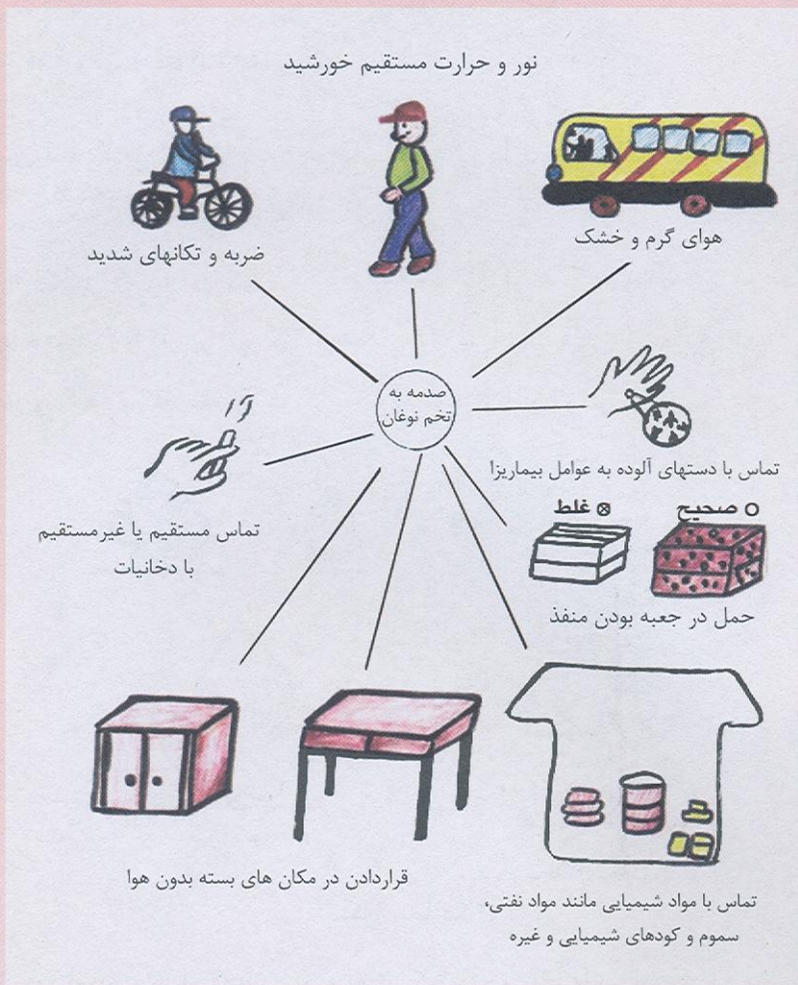 نور و حرارت مستقیم خورشید
هوای گرم و خشک
ضربه و تکانهای شدید
صدمه به
تخم نوغان
تماس با دستهای آلوده به عوامل بیماریزا
صحیح
غلط
حمل در جعبه بودن منفذ
تماس مستقیم یا غیرمستقیم
با دخانیات
قراردادن در مکان های بسته بدون هوا
تماس با مواد شیمیایی مانند مواد نفتی،
سموم و کودهای شیمیایی و غیره